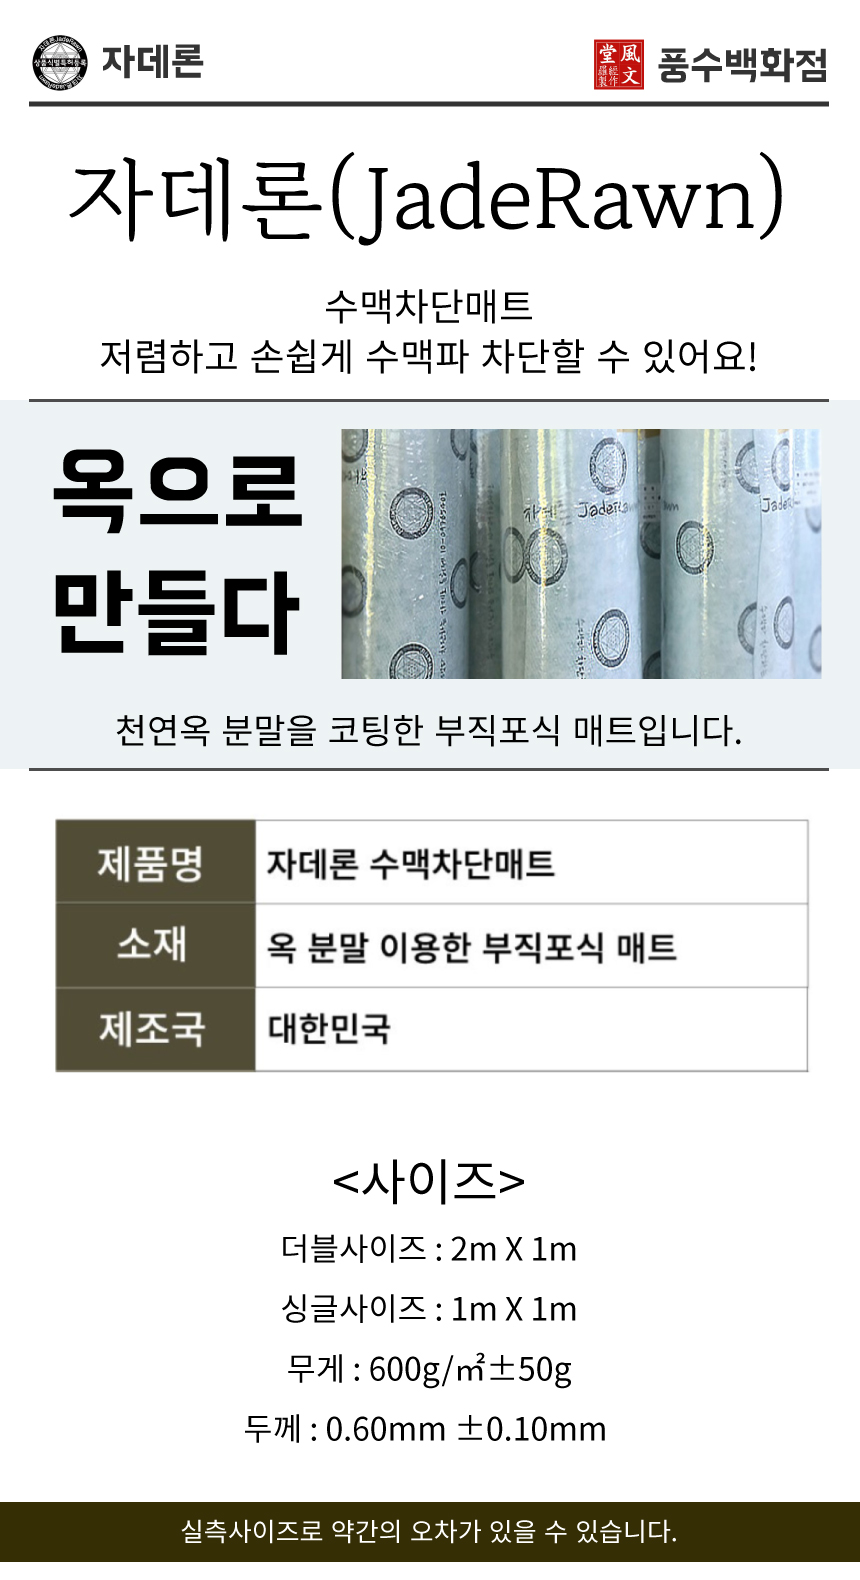 자데론
風文堂
風水百貨店
풍수백화점
자데론(JadeRawn)
수맥차단매트
저렴하고 손쉽게 수맥파 차단할 수 있어요!
옥으로
만들다
JadeRawn
천연옥 분말을 코팅한 부직포식 매트입니다.
제품명
자데론 수맥차단매트
소재
옥 분말 이용한 부직포식 매트
제조국
대한민국
<사이즈>
더블사이즈 : 2m X 1m
싱글사이즈 : 1m X 1m
무게 : 600g/㎡±50g
두께 : 0.60mm ±0.10mm
실측사이즈로 약간의 오차가 있을 수 있습니다.